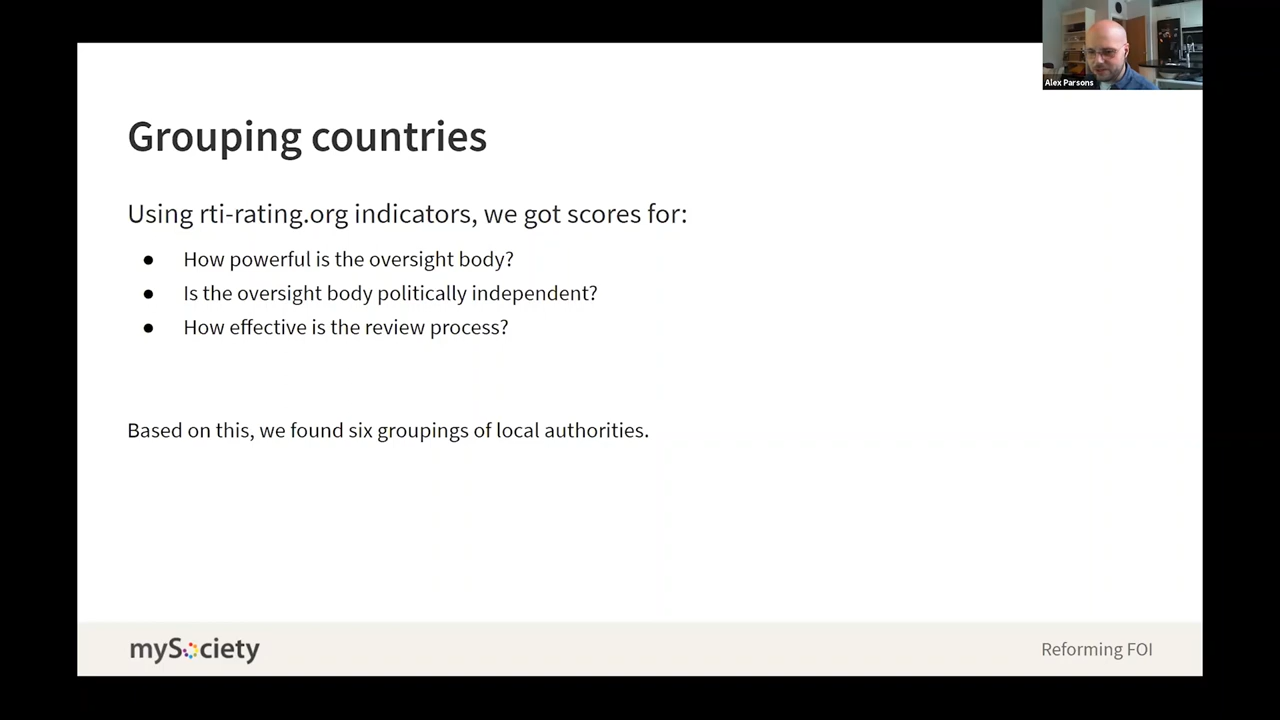 Alex Parsons
Grouping countries
Using rti-rating.org indicators, we got scores for:
● How powerful is the oversight body?
● Is the oversight body politically independent?
● How effective is the review process?
Based on this, we found six groupings of local authorities.
mySociety
Reforming FOI